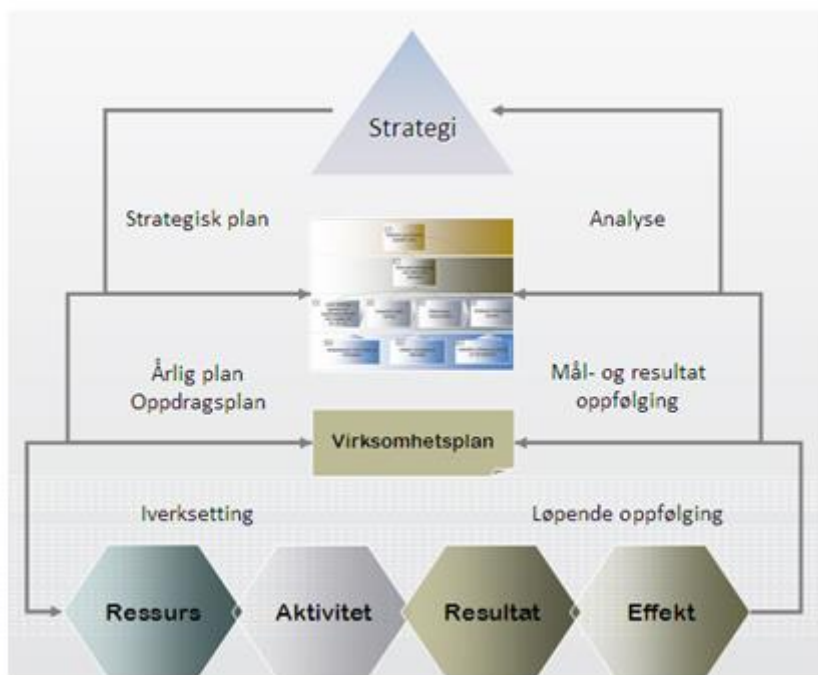 Strategi
Strategisk plan
Analyse
Årlig plan
Oppdragsplan
Mål- og resultat
oppfølging
Virksomhetsplan
Iverksetting
Løpende oppfølging
Ressurs
Aktivitet
Resultat
Effekt